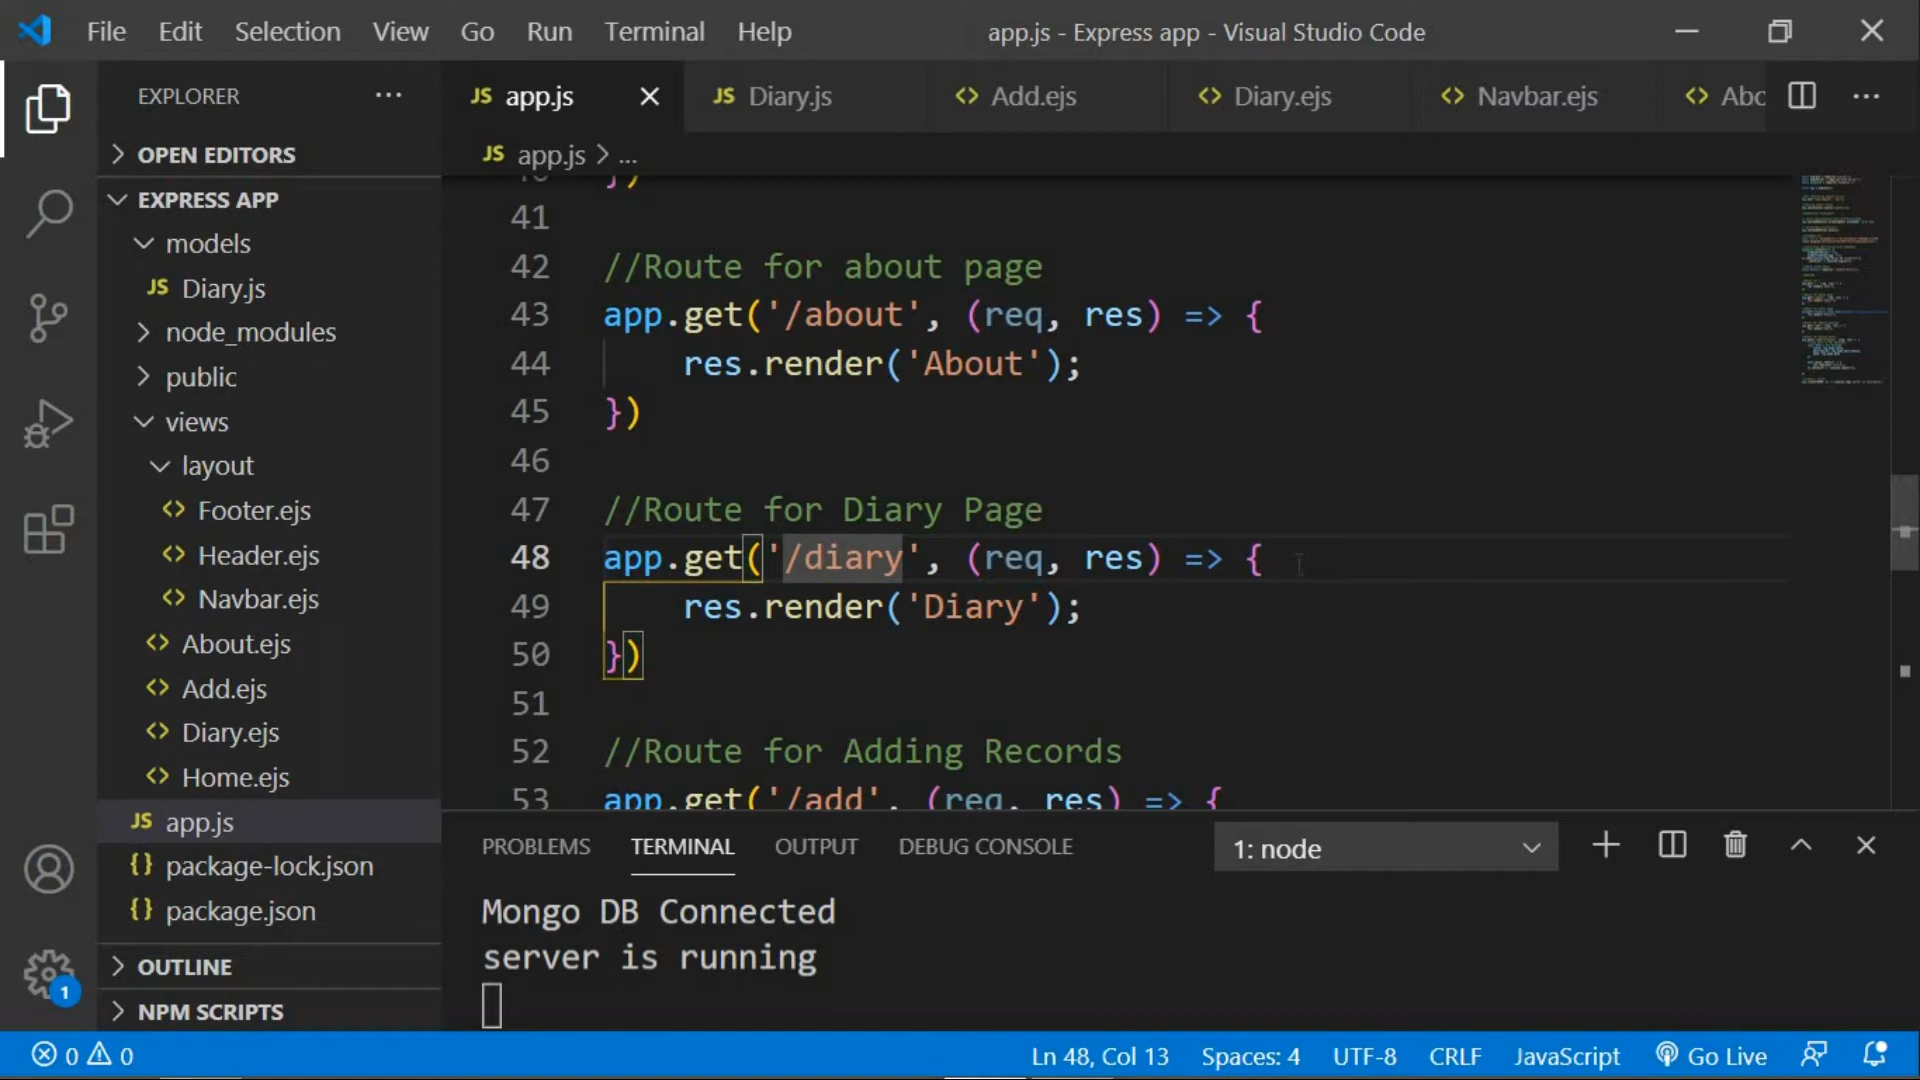 File Edit Selection View Go Run Terminal Help app.js - Express app - Visual Studio Code
EXPLORER ...
OPEN EDITORS
EXPRESS APP
models
JS Diary.js
node_modules
public
views
layout
<> Footer.ejs
<> Header.ejs
<> Navbar.ejs
<> About.ejs
<> Add.ejs
<> Diary.ejs
<> Home.ejs
JS app.js
{} package-lock.json
{} package.json
OUTLINE
NPM SCRIPTS
1
JS app.js JS Diary.js <> Add.ejs <> Diary.ejs <> Navbar.ejs <> Abo ...
JS app.js > ...
40 })
41
42 //Route for about page
43 app.get('/about', (req, res) => {
44 res.render('About');
45 })
46
47 //Route for Diary Page
48 app.get('/diary', (req, res) => {
49 res.render('Diary');
50 })
51
52 //Route for Adding Records
53 app.get('/add', (req, res) => {
PROBLEMS TERMINAL OUTPUT DEBUG CONSOLE 1: node
Mongo DB Connected
server is running
0 0 Ln 48, Col 13 Spaces: 4 UTF-8 CRLF JavaScript Go Live